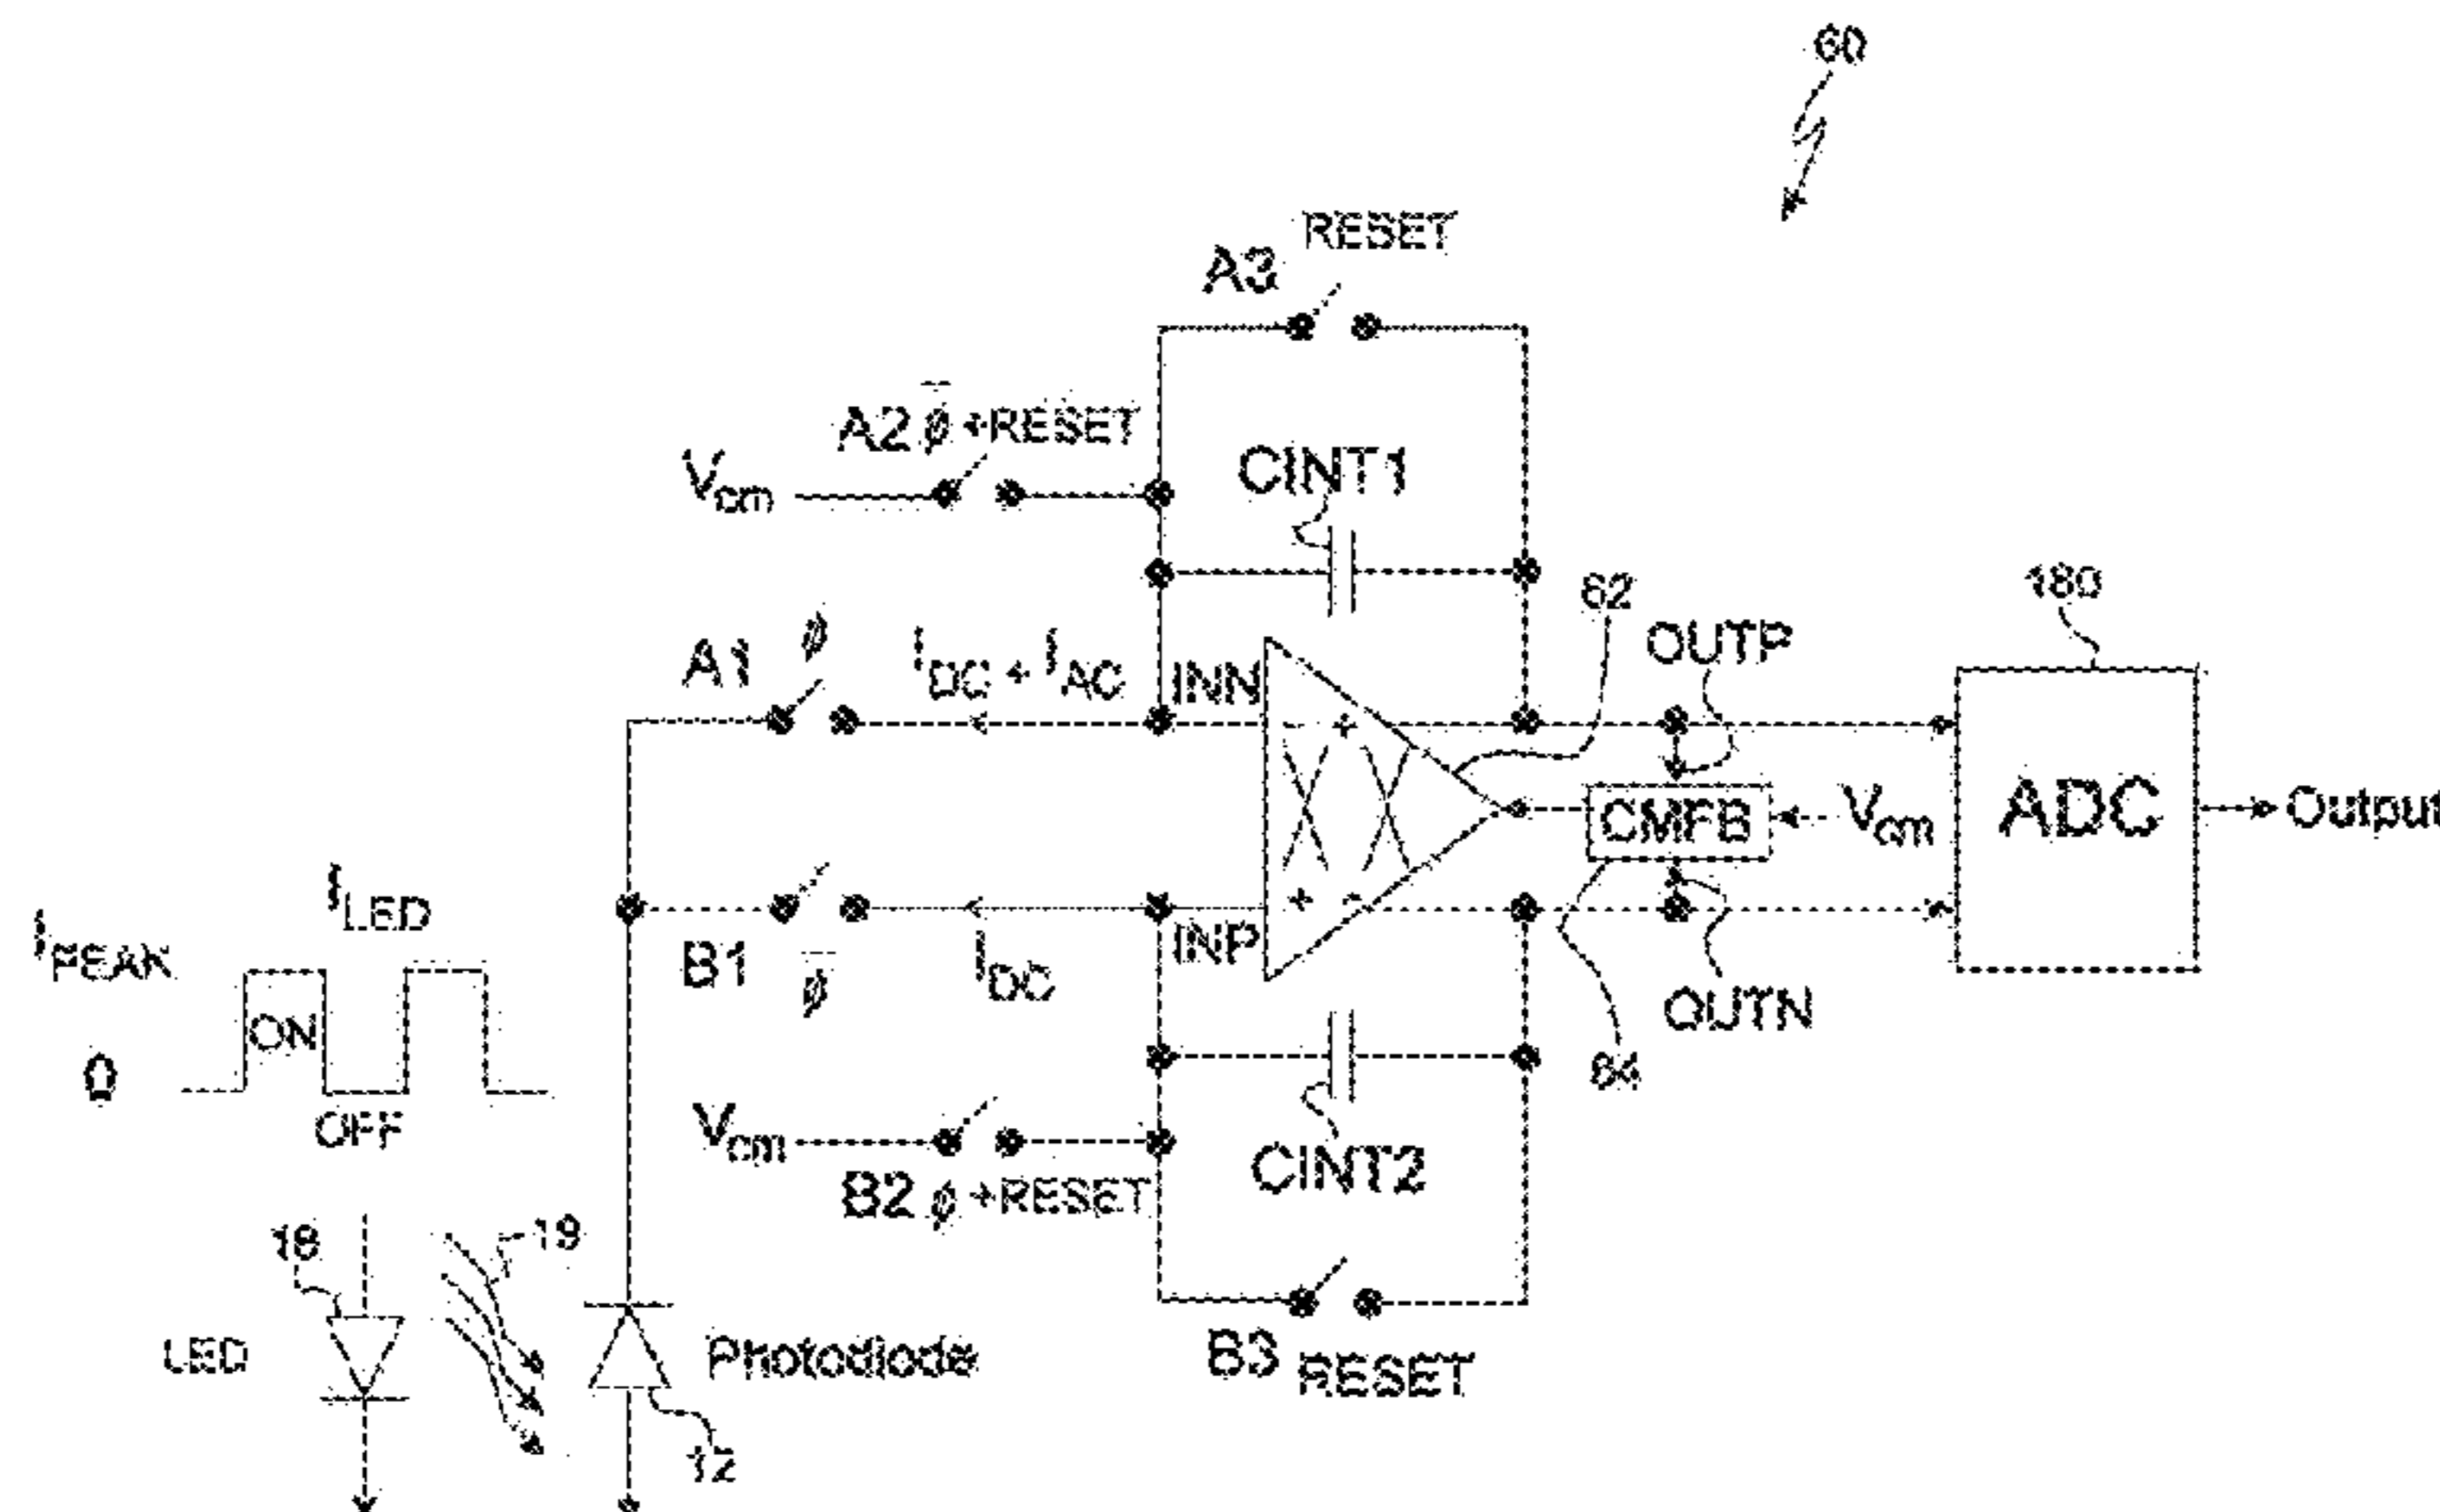 60
RESET
A3
A2 ϕ̅ +RESET
Vcm
CINT1
62
180
A1 ϕ
IDC + IAC
INN
OUTP
- +
CMFB
Vcm
ADC
Output
ILED
IPEAK
B1 ϕ̅
IDC
INP
+ -
OUTN
ON
0
OFF
64
Vcm
CINT2
B2 ϕ +RESET
18
19
LED
Photodiode
B3 RESET
12